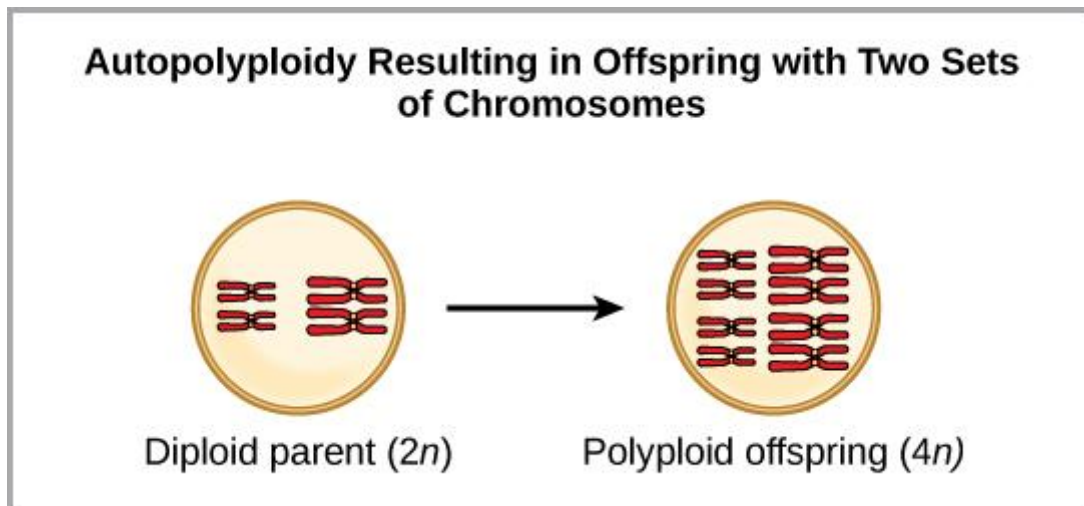 Autopolyploidy Resulting in Offspring with Two Sets
of Chromosomes
Diploid parent (2n)
Polyploid offspring (4n)